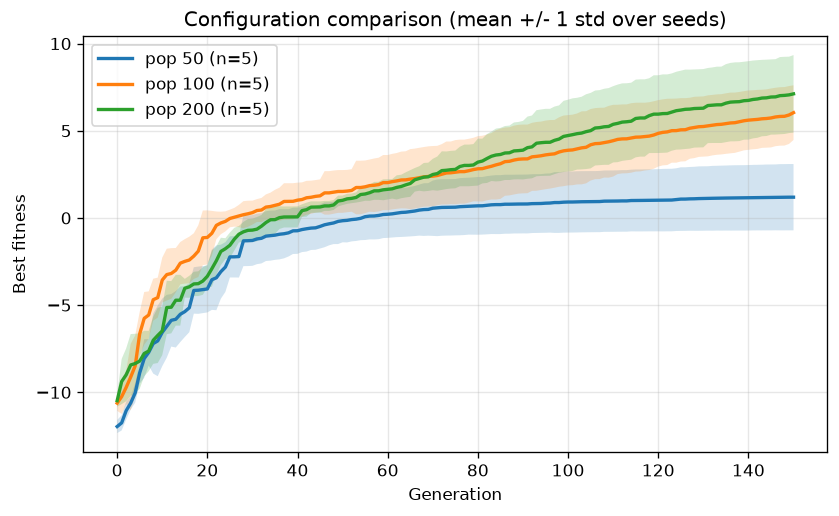 Configuration comparison (mean +/- 1 std over seeds)
pop 50 (n=5)
pop 100 (n=5)
pop 200 (n=5)
10
5
0
−5
−10
Best fitness
0 20 40 60 80 100 120 140
Generation